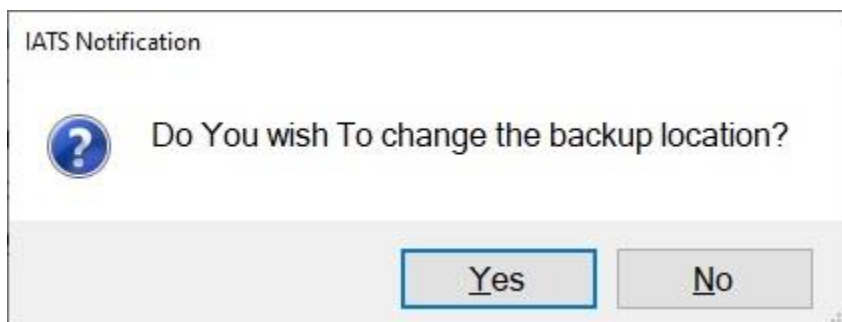 IATS Notification
Do You wish To change the backup location?
Yes
No